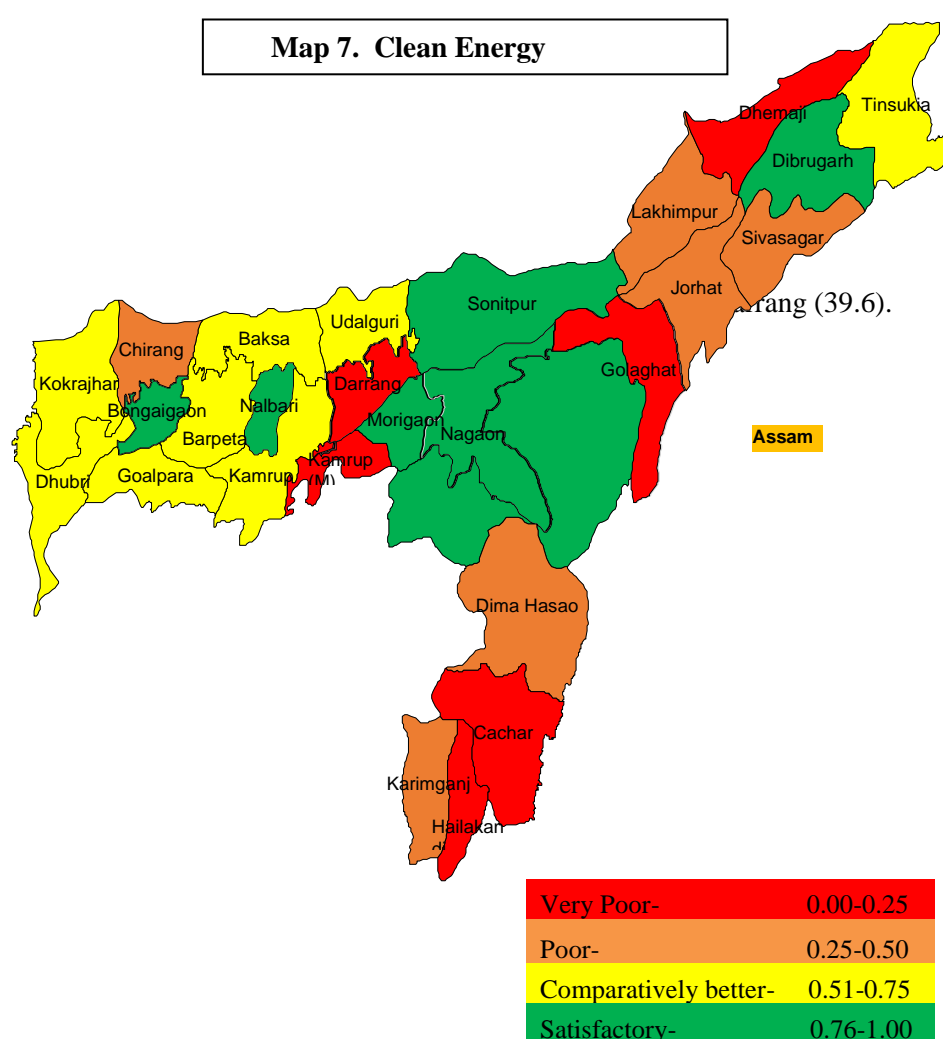 Map 7. Clean Energy
Tinsukia
Dhemaji
Dibrugarh
Lakhimpur
Sivasagar
Jorhat
Sonitpur
rrang (39.6).
Udalguri
Baksa
Chirang
Golaghat
Kokrajhar
Darrang
Nalbari
Bongaigaon
Morigaon
Nagaon
Assam
Barpeta
Kamrup
(M)
Goalpara
Kamrup
Dhubri
Dima Hasao
Cachar
Karimganj
Hailakan
di
Very Poor- 0.00-0.25
Poor- 0.25-0.50
Comparatively better- 0.51-0.75
Satisfactory- 0.76-1.00